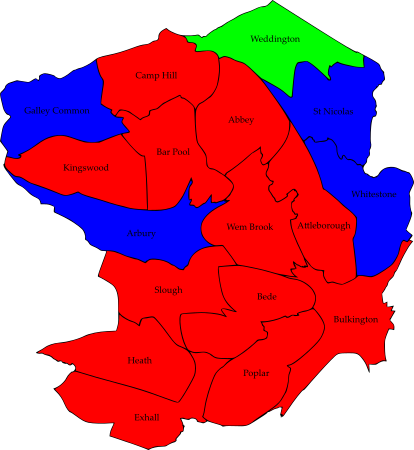 Weddington
Camp Hill
Galley Common
St Nicolas
Abbey
Bar Pool
Kingswood
Whitestone
Wem Brook
Attleborough
Arbury
Slough
Bede
Bulkington
Heath
Poplar
Exhall